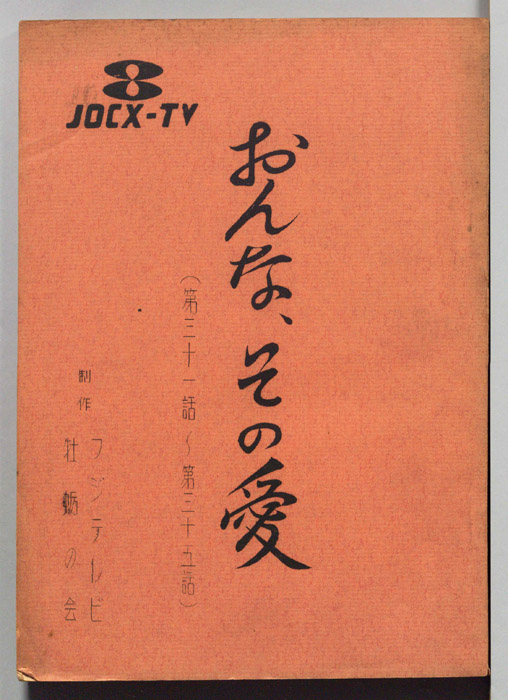 JOCX-TV
おんな、その愛
(第三十一話~第三十五話)
制作
フジテレビ
牡蛎の会